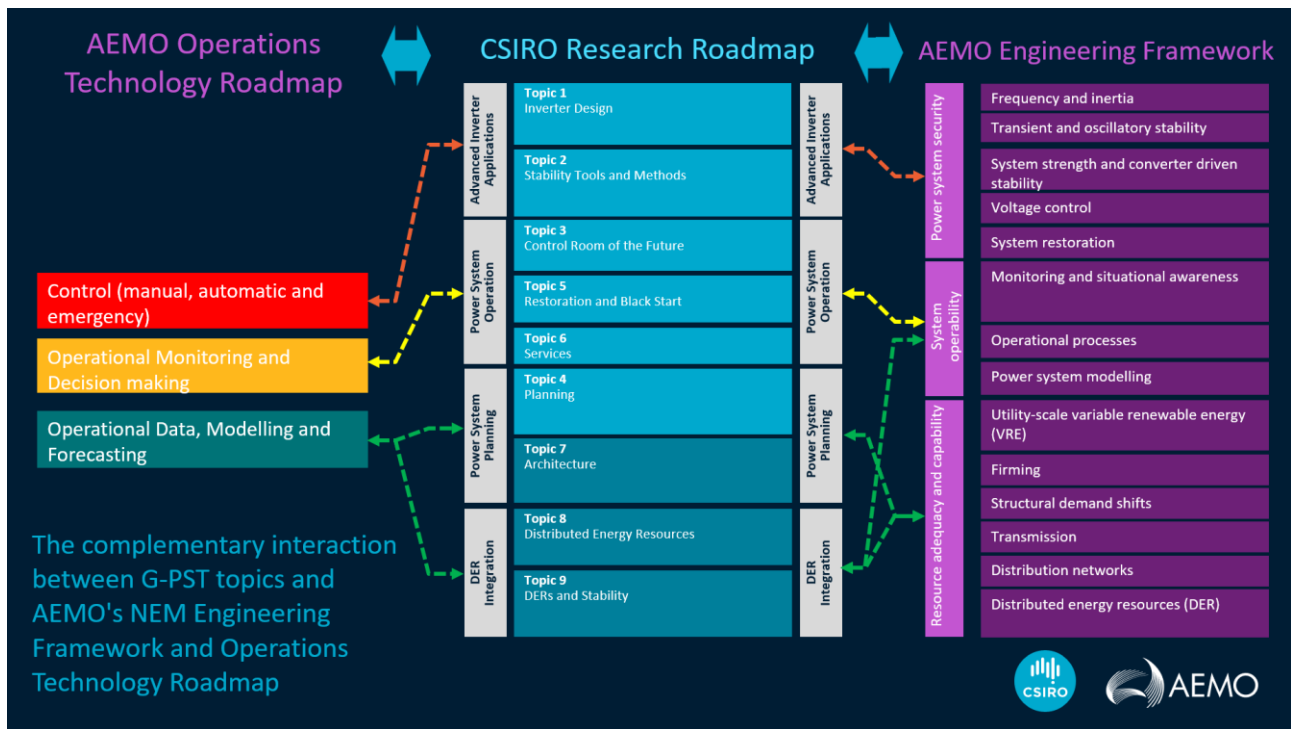 AEMO Operations
Technology Roadmap
CSIRO Research Roadmap
AEMO Engineering Framework
Control (manual, automatic and
emergency)
Operational Monitoring and
Decision making
Operational Data, Modelling and
Forecasting
The complementary interaction
between G-PST topics and
AEMO's NEM Engineering
Framework and Operations
Technology Roadmap
Advanced Inverter
Applications
Power System
Operation
Power System
Planning
DER
Integration
Topic 1
Inverter Design
Topic 2
Stability Tools and Methods
Topic 3
Control Room of the Future
Topic 5
Restoration and Black Start
Topic 6
Services
Topic 4
Planning
Topic 7
Architecture
Topic 8
Distributed Energy Resources
Topic 9
DERs and Stability
Advanced Inverter
Applications
Power System
Operation
Power System
Planning
DER
Integration
Power system security
Frequency and inertia
Transient and oscillatory stability
System strength and converter driven
stability
Voltage control
System restoration
System
operability
Monitoring and situational awareness
Operational processes
Power system modelling
Resource adequacy and capability
Utility-scale variable renewable energy
(VRE)
Firming
Structural demand shifts
Transmission
Distribution networks
Distributed energy resources (DER)
CSIRO
AEMO